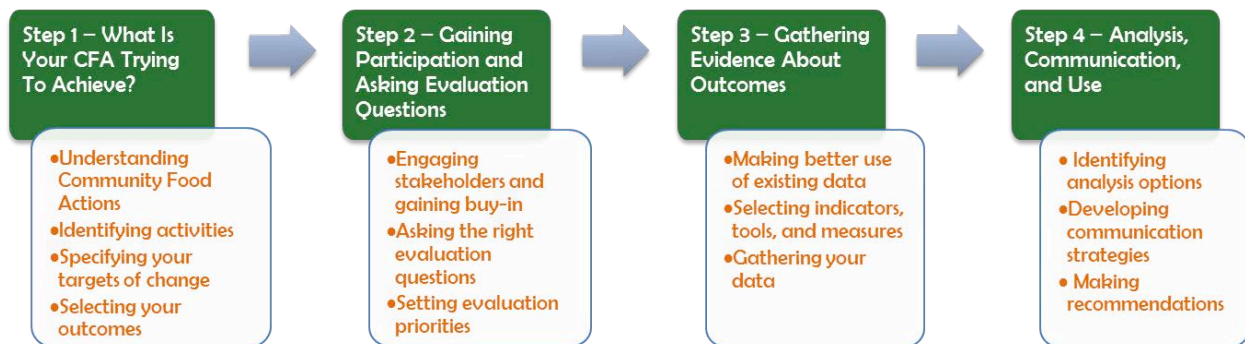 Step 1 – What Is
Your CFA Trying
To Achieve?
•Understanding
Community Food
Actions
•Identifying activities
•Specifying your
targets of change
•Selecting your
outcomes
Step 2 – Gaining
Participation and
Asking Evaluation
Questions
•Engaging
stakeholders and
gaining buy-in
•Asking the right
evaluation
questions
•Setting evaluation
priorities
Step 3 – Gathering
Evidence About
Outcomes
•Making better use
of existing data
•Selecting indicators,
tools, and measures
•Gathering your
data
Step 4 – Analysis,
Communication,
and Use
• Identifying
analysis options
•Developing
communication
strategies
• Making
recommendations